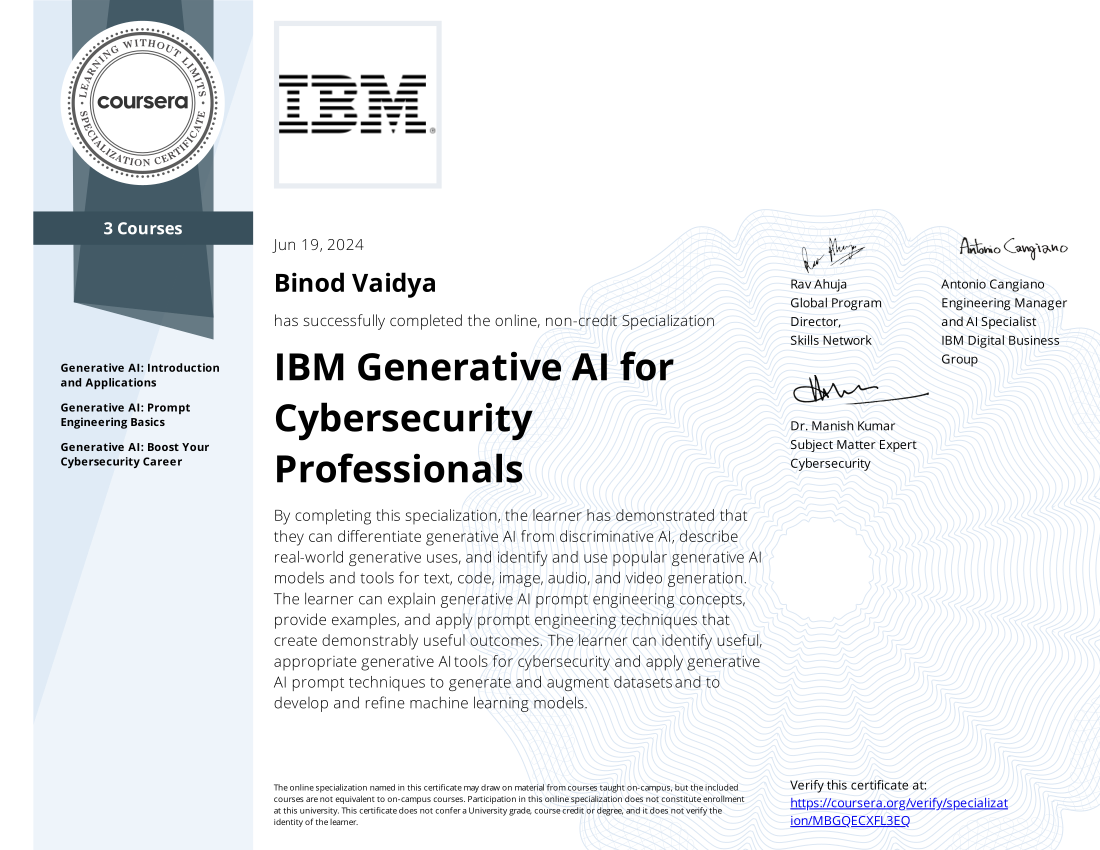 LEARNING WITHOUT LIMITS
coursera
SPECIALIZATION CERTIFICATE
3 Courses
Generative AI: Introduction
and Applications
Generative AI: Prompt
Engineering Basics
Generative AI: Boost Your
Cybersecurity Career
IBM®
Jun 19, 2024
Binod Vaidya
has successfully completed the online, non-credit Specialization
IBM Generative AI for
Cybersecurity
Professionals
By completing this specialization, the learner has demonstrated that
they can differentiate generative AI from discriminative AI, describe
real-world generative uses, and identify and use popular generative AI
models and tools for text, code, image, audio, and video generation.
The learner can explain generative AI prompt engineering concepts,
provide examples, and apply prompt engineering techniques that
create demonstrably useful outcomes. The learner can identify useful,
appropriate generative AI tools for cybersecurity and apply generative
AI prompt techniques to generate and augment datasets and to
develop and refine machine learning models.
Rav Ahuja
Rav Ahuja
Global Program
Director,
Skills Network
Antonio Cangiano
Antonio Cangiano
Engineering Manager
and AI Specialist
IBM Digital Business
Group
Dr. Manish Kumar
Subject Matter Expert
Cybersecurity
The online specialization named in this certificate may draw on material from courses taught on-campus, but the included
courses are not equivalent to on-campus courses. Participation in this online specialization does not constitute enrollment
at this university. This certificate does not confer a University grade, course credit or degree, and it does not verify the
identity of the learner.
Verify this certificate at:
https://coursera.org/verify/specializat
ion/MBGQECXFL3EQ